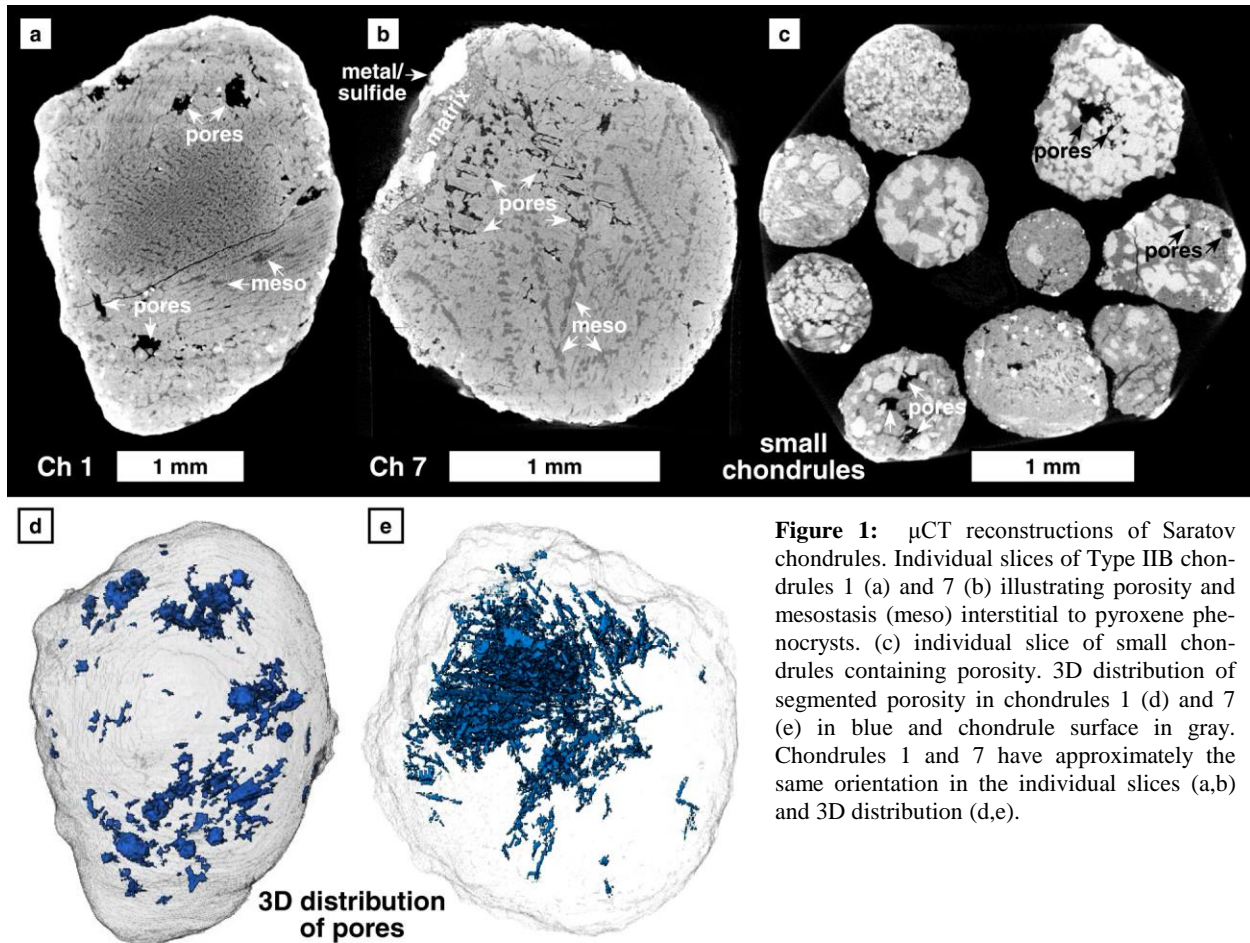 a
pores
pores
meso
Ch 1
1 mm
b
metal/
sulfide
matrix
pores
meso
Ch 7
1 mm
c
pores
pores
pores
small
chondrules
1 mm
d
e
3D distribution
of pores
Figure 1: μCT reconstructions of Saratov
chondrules. Individual slices of Type IIB chon-
drules 1 (a) and 7 (b) illustrating porosity and
mesostasis (meso) interstitial to pyroxene phe-
nocrysts. (c) individual slice of small chon-
drules containing porosity. 3D distribution of
segmented porosity in chondrules 1 (d) and 7
(e) in blue and chondrule surface in gray.
Chondrules 1 and 7 have approximately the
same orientation in the individual slices (a,b)
and 3D distribution (d,e).